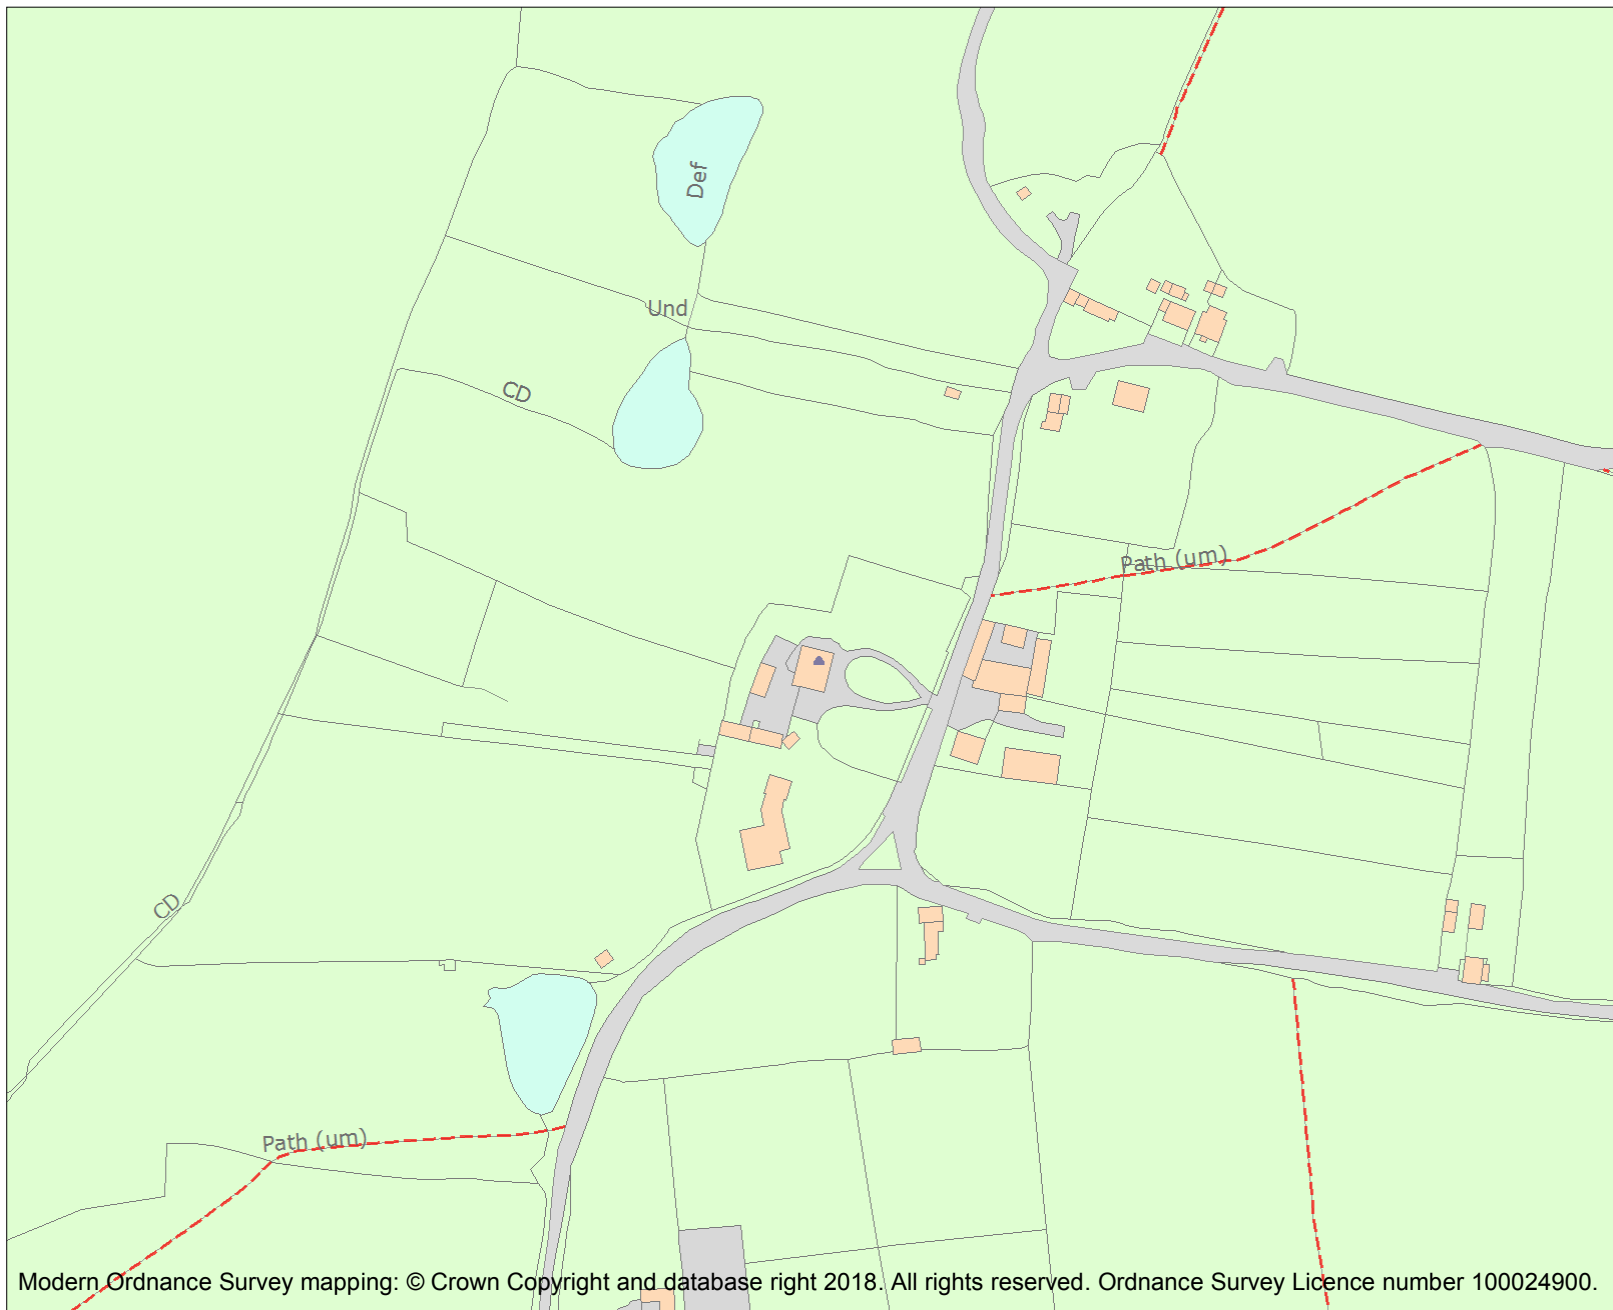 Def
Und
CD
Path (um)
CD
Path (um)
Modern Ordnance Survey mapping: © Crown Copyright and database right 2018. All rights reserved. Ordnance Survey Licence number 100024900.